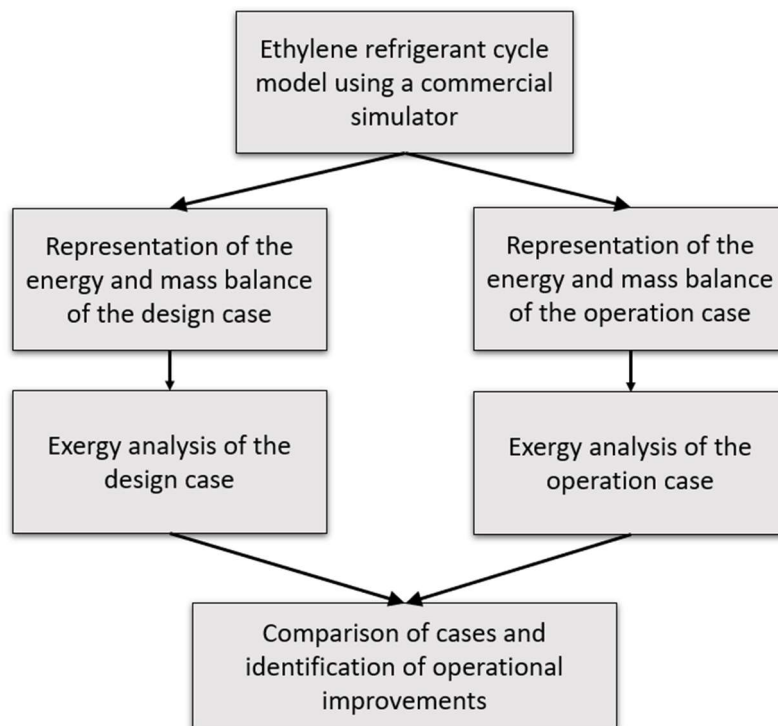 Ethylene refrigerant cycle
model using a commercial
simulator
Representation of the
energy and mass balance
of the design case
Representation of the
energy and mass balance
of the operation case
Exergy analysis of the
design case
Exergy analysis of the
operation case
Comparison of cases and
identification of operational
improvements